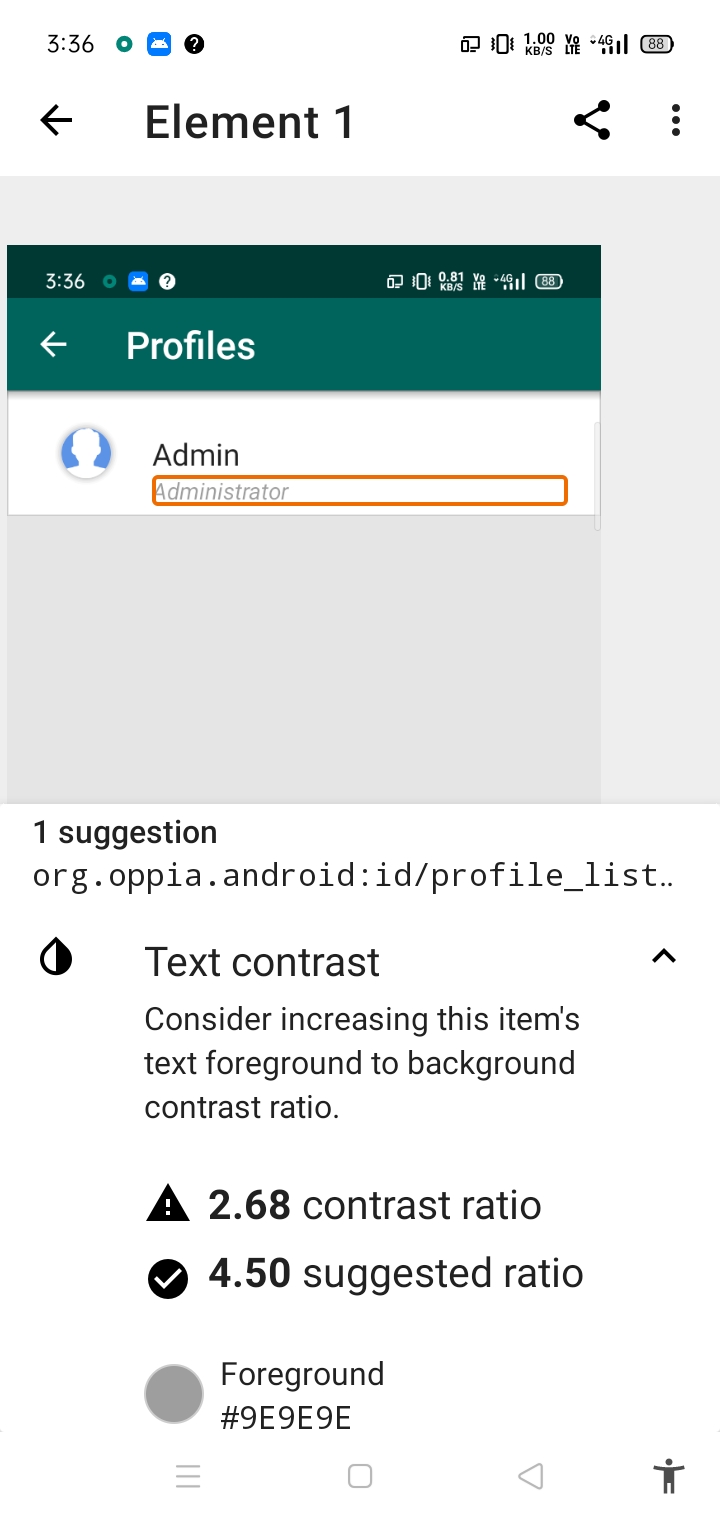 3:36 1.00 KB/S Vo LTE 4G 88
Element 1
3:36 0.81 KB/S Vo LTE 4G 88
Profiles
Admin
Administrator
1 suggestion
org.oppia.android:id/profile_list..
Text contrast
Consider increasing this item's
text foreground to background
contrast ratio.
2.68 contrast ratio
4.50 suggested ratio
Foreground
#9E9E9E